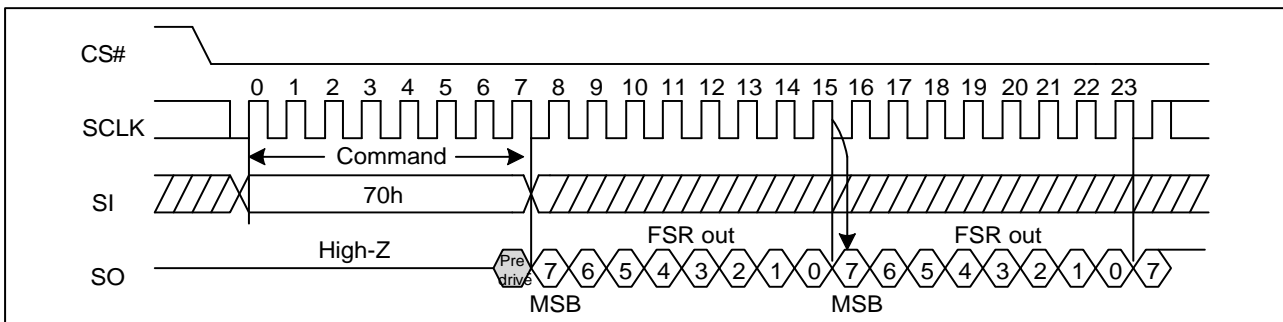 CS#
0 1 2 3 4 5 6 7 8 9 10 11 12 13 14 15 16 17 18 19 20 21 22 23
SCLK
Command
SI
70h
FSR out
FSR out
High-Z
SO
Pre
drive
7 6 5 4 3 2 1 0 7 6 5 4 3 2 1 0 7
MSB
MSB